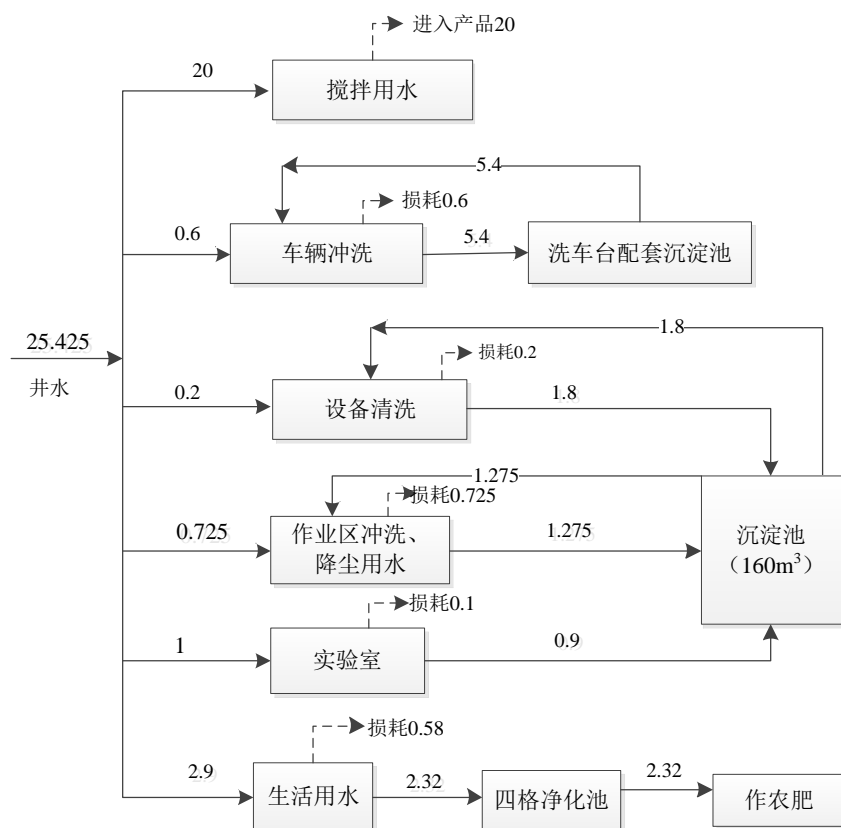 进入产品20
20
搅拌用水
5.4
损耗0.6
0.6
车辆冲洗
5.4
洗车台配套沉淀池
25.425
井水
1.8
损耗0.2
0.2
设备清洗
1.8
1.275
损耗0.725
0.725
作业区冲洗、
降尘用水
1.275
沉淀池
（160m³）
损耗0.1
1
实验室
0.9
损耗0.58
2.9
生活用水
2.32
四格净化池
2.32
作农肥